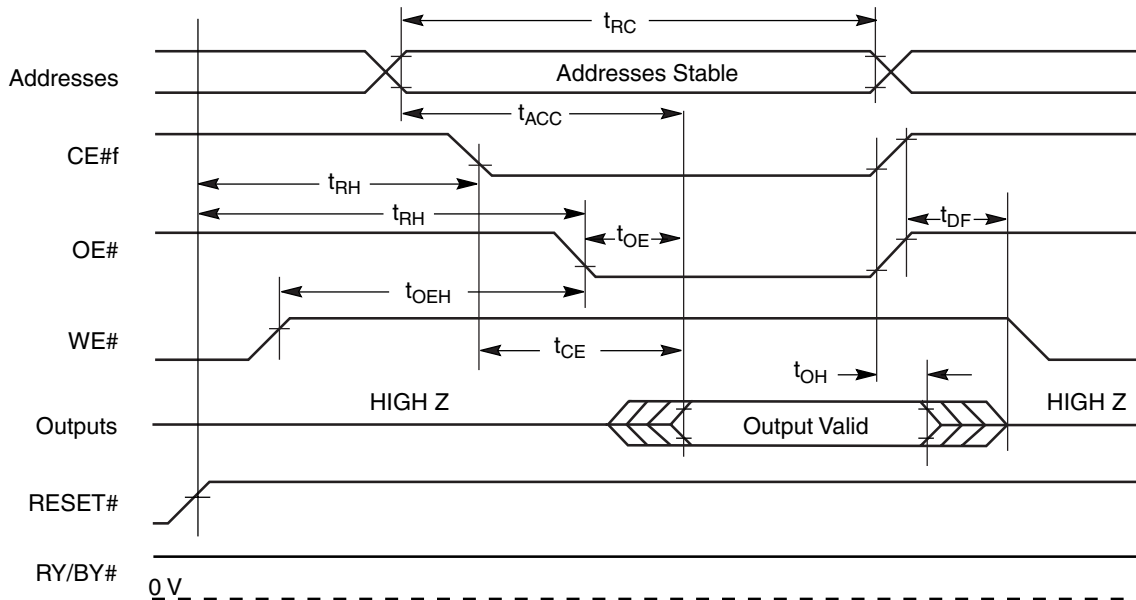 tRC
Addresses
Addresses Stable
tACC
CE#f
tRH
tRH
tOE
tDF
OE#
tOEH
WE#
tCE
tOH
HIGH Z
HIGH Z
Outputs
Output Valid
RESET#
RY/BY#
0 V